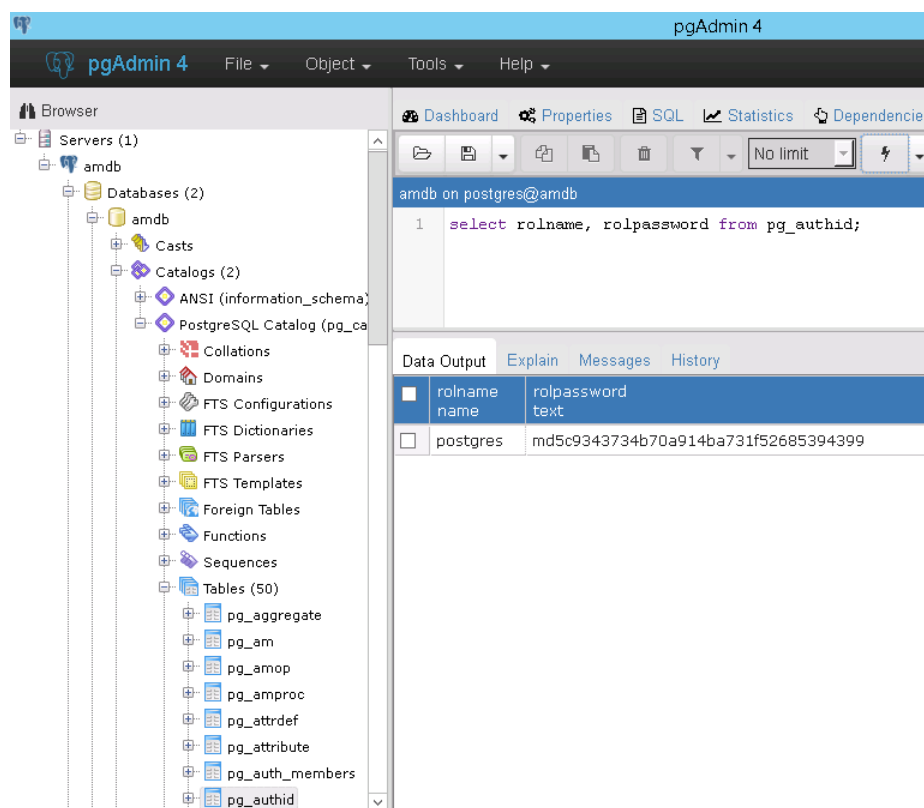 pgAdmin 4
pgAdmin 4 File Object Tools Help
Browser
Servers (1)
amdb
Databases (2)
amdb
Casts
Catalogs (2)
ANSI (information_schema)
PostgreSQL Catalog (pg_ca
Collations
Domains
FTS Configurations
FTS Dictionaries
FTS Parsers
FTS Templates
Foreign Tables
Functions
Sequences
Tables (50)
pg_aggregate
pg_am
pg_amop
pg_amproc
pg_attrdef
pg_attribute
pg_auth_members
pg_authid
Dashboard Properties SQL Statistics Dependencie
No limit
amdb on postgres@amdb
1 select rolname, rolpassword from pg_authid;
Data Output Explain Messages History
rolname rolpassword
name text
postgres md5c9343734b70a914ba731f52685394399